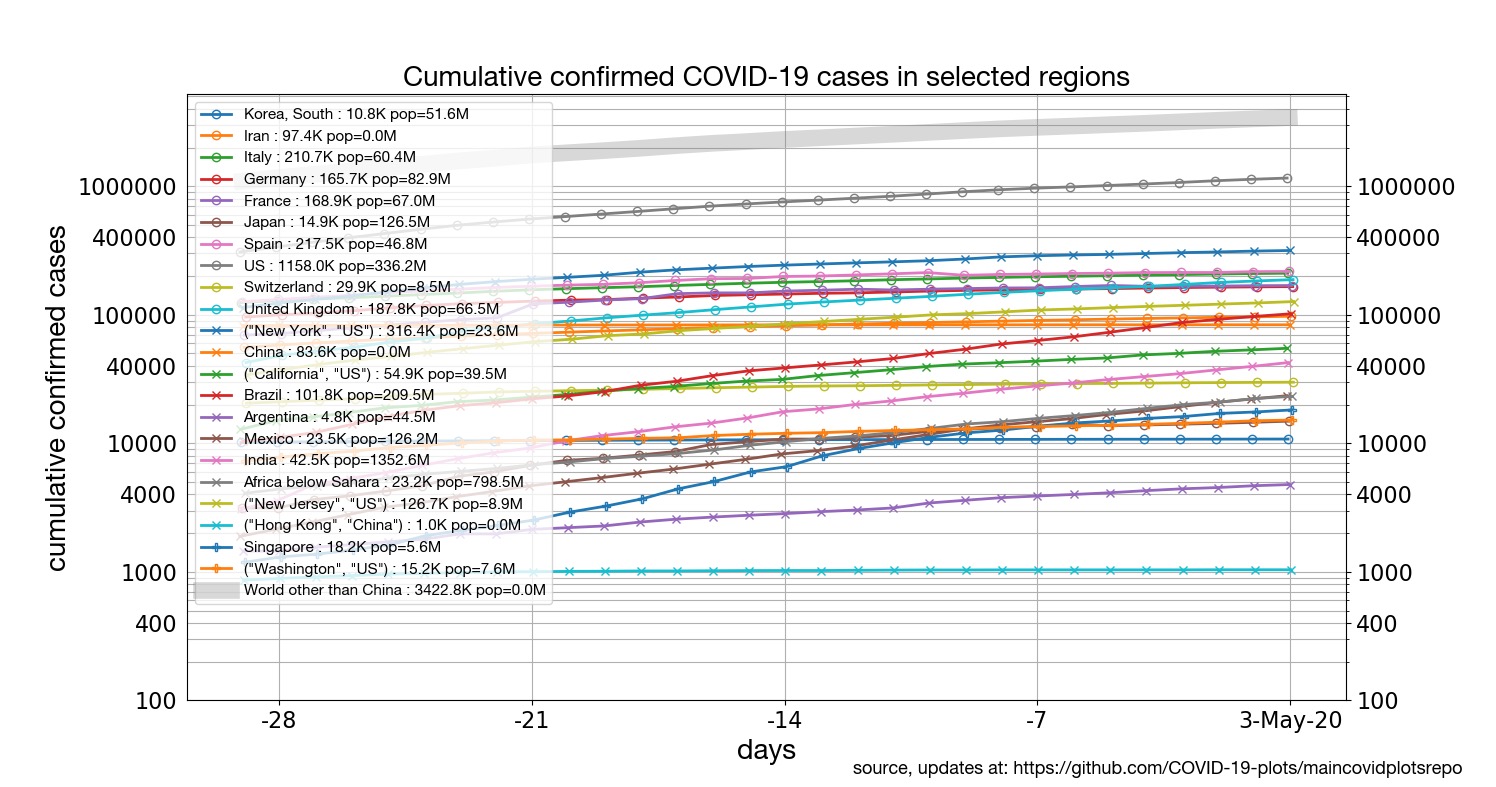 Cumulative confirmed COVID-19 cases in selected regions
Korea, South : 10.8K pop=51.6M
Iran : 97.4K pop=0.0M
Italy : 210.7K pop=60.4M
Germany : 165.7K pop=82.9M
France : 168.9K pop=67.0M
Japan : 14.9K pop=126.5M
Spain : 217.5K pop=46.8M
US : 1158.0K pop=336.2M
Switzerland : 29.9K pop=8.5M
United Kingdom : 187.8K pop=66.5M
("New York", "US") : 316.4K pop=23.6M
China : 83.6K pop=0.0M
("California", "US") : 54.9K pop=39.5M
Brazil : 101.8K pop=209.5M
Argentina : 4.8K pop=44.5M
Mexico : 23.5K pop=126.2M
India : 42.5K pop=1352.6M
Africa below Sahara : 23.2K pop=798.5M
("New Jersey", "US") : 126.7K pop=8.9M
("Hong Kong", "China") : 1.0K pop=0.0M
Singapore : 18.2K pop=5.6M
("Washington", "US") : 15.2K pop=7.6M
World other than China : 3422.8K pop=0.0M
cumulative confirmed cases
1000000
400000
100000
40000
10000
4000
1000
400
100
1000000
400000
100000
40000
10000
4000
1000
400
100
-28
-21
-14
-7
3-May-20
days
source, updates at: https://github.com/COVID-19-plots/maincovidplotsrepo